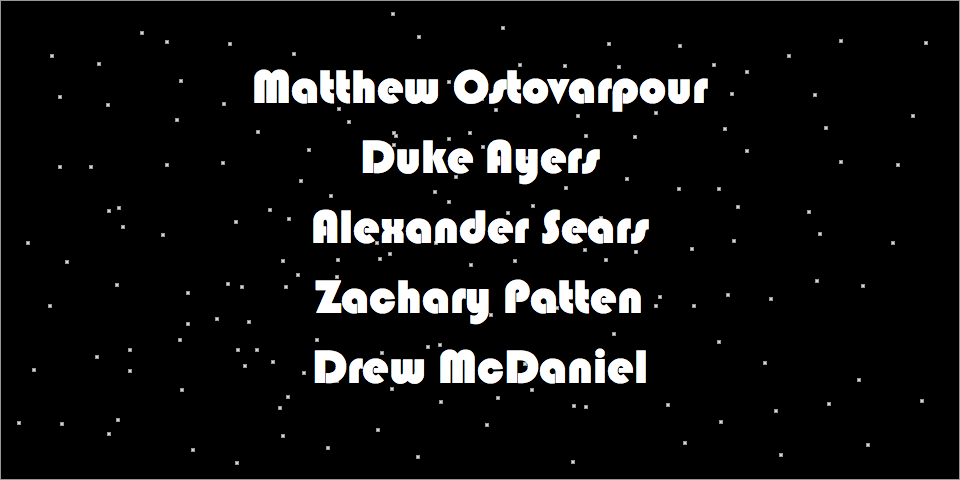 Matthew Ostovarpour
Duke Ayers
Alexander Sears
Zachary Patten
Drew McDaniel